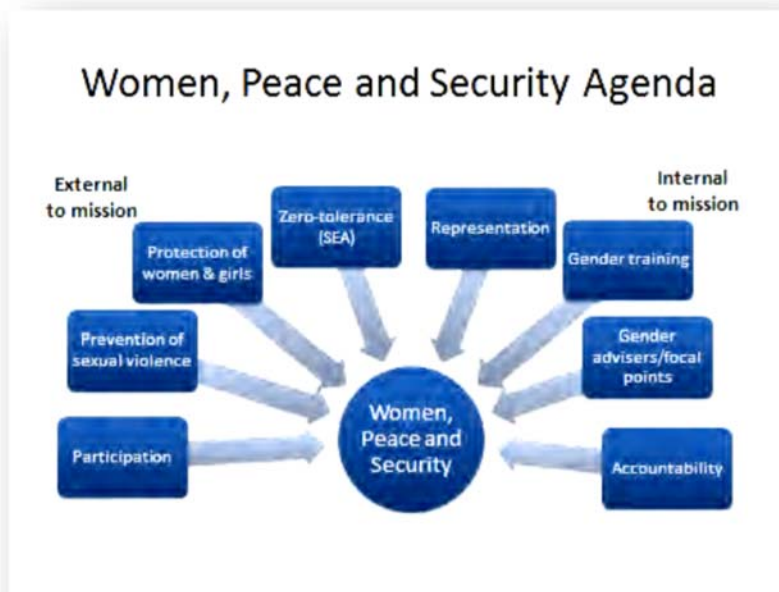 Women, Peace and Security Agenda
External
to mission
Internal
to mission
Zero-tolerance
(SEA)
Representation
Protection of
women & girls
Gender training
Prevention of
sexual violence
Gender
advisers/focal
points
Participation
Women,
Peace and
Security
Accountability